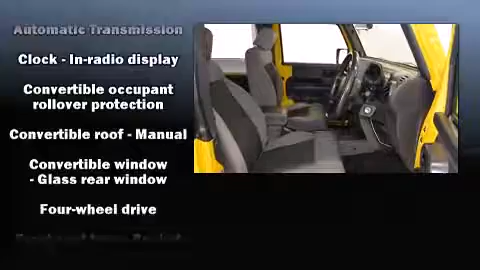 Automatic Transmission
Clock - In-radio display
Convertible occupant
rollover protection
Convertible roof - Manual
Convertible window
- Glass rear window
Four-wheel drive